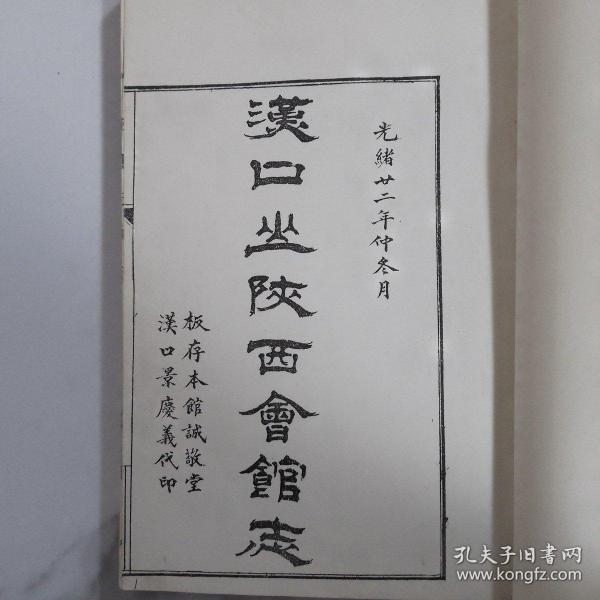 光緒廿二年仲冬月
漢口山陝西會館志
板存本館誠敬堂
漢口景慶義代印
孔夫子旧书网
www.kongfz.com